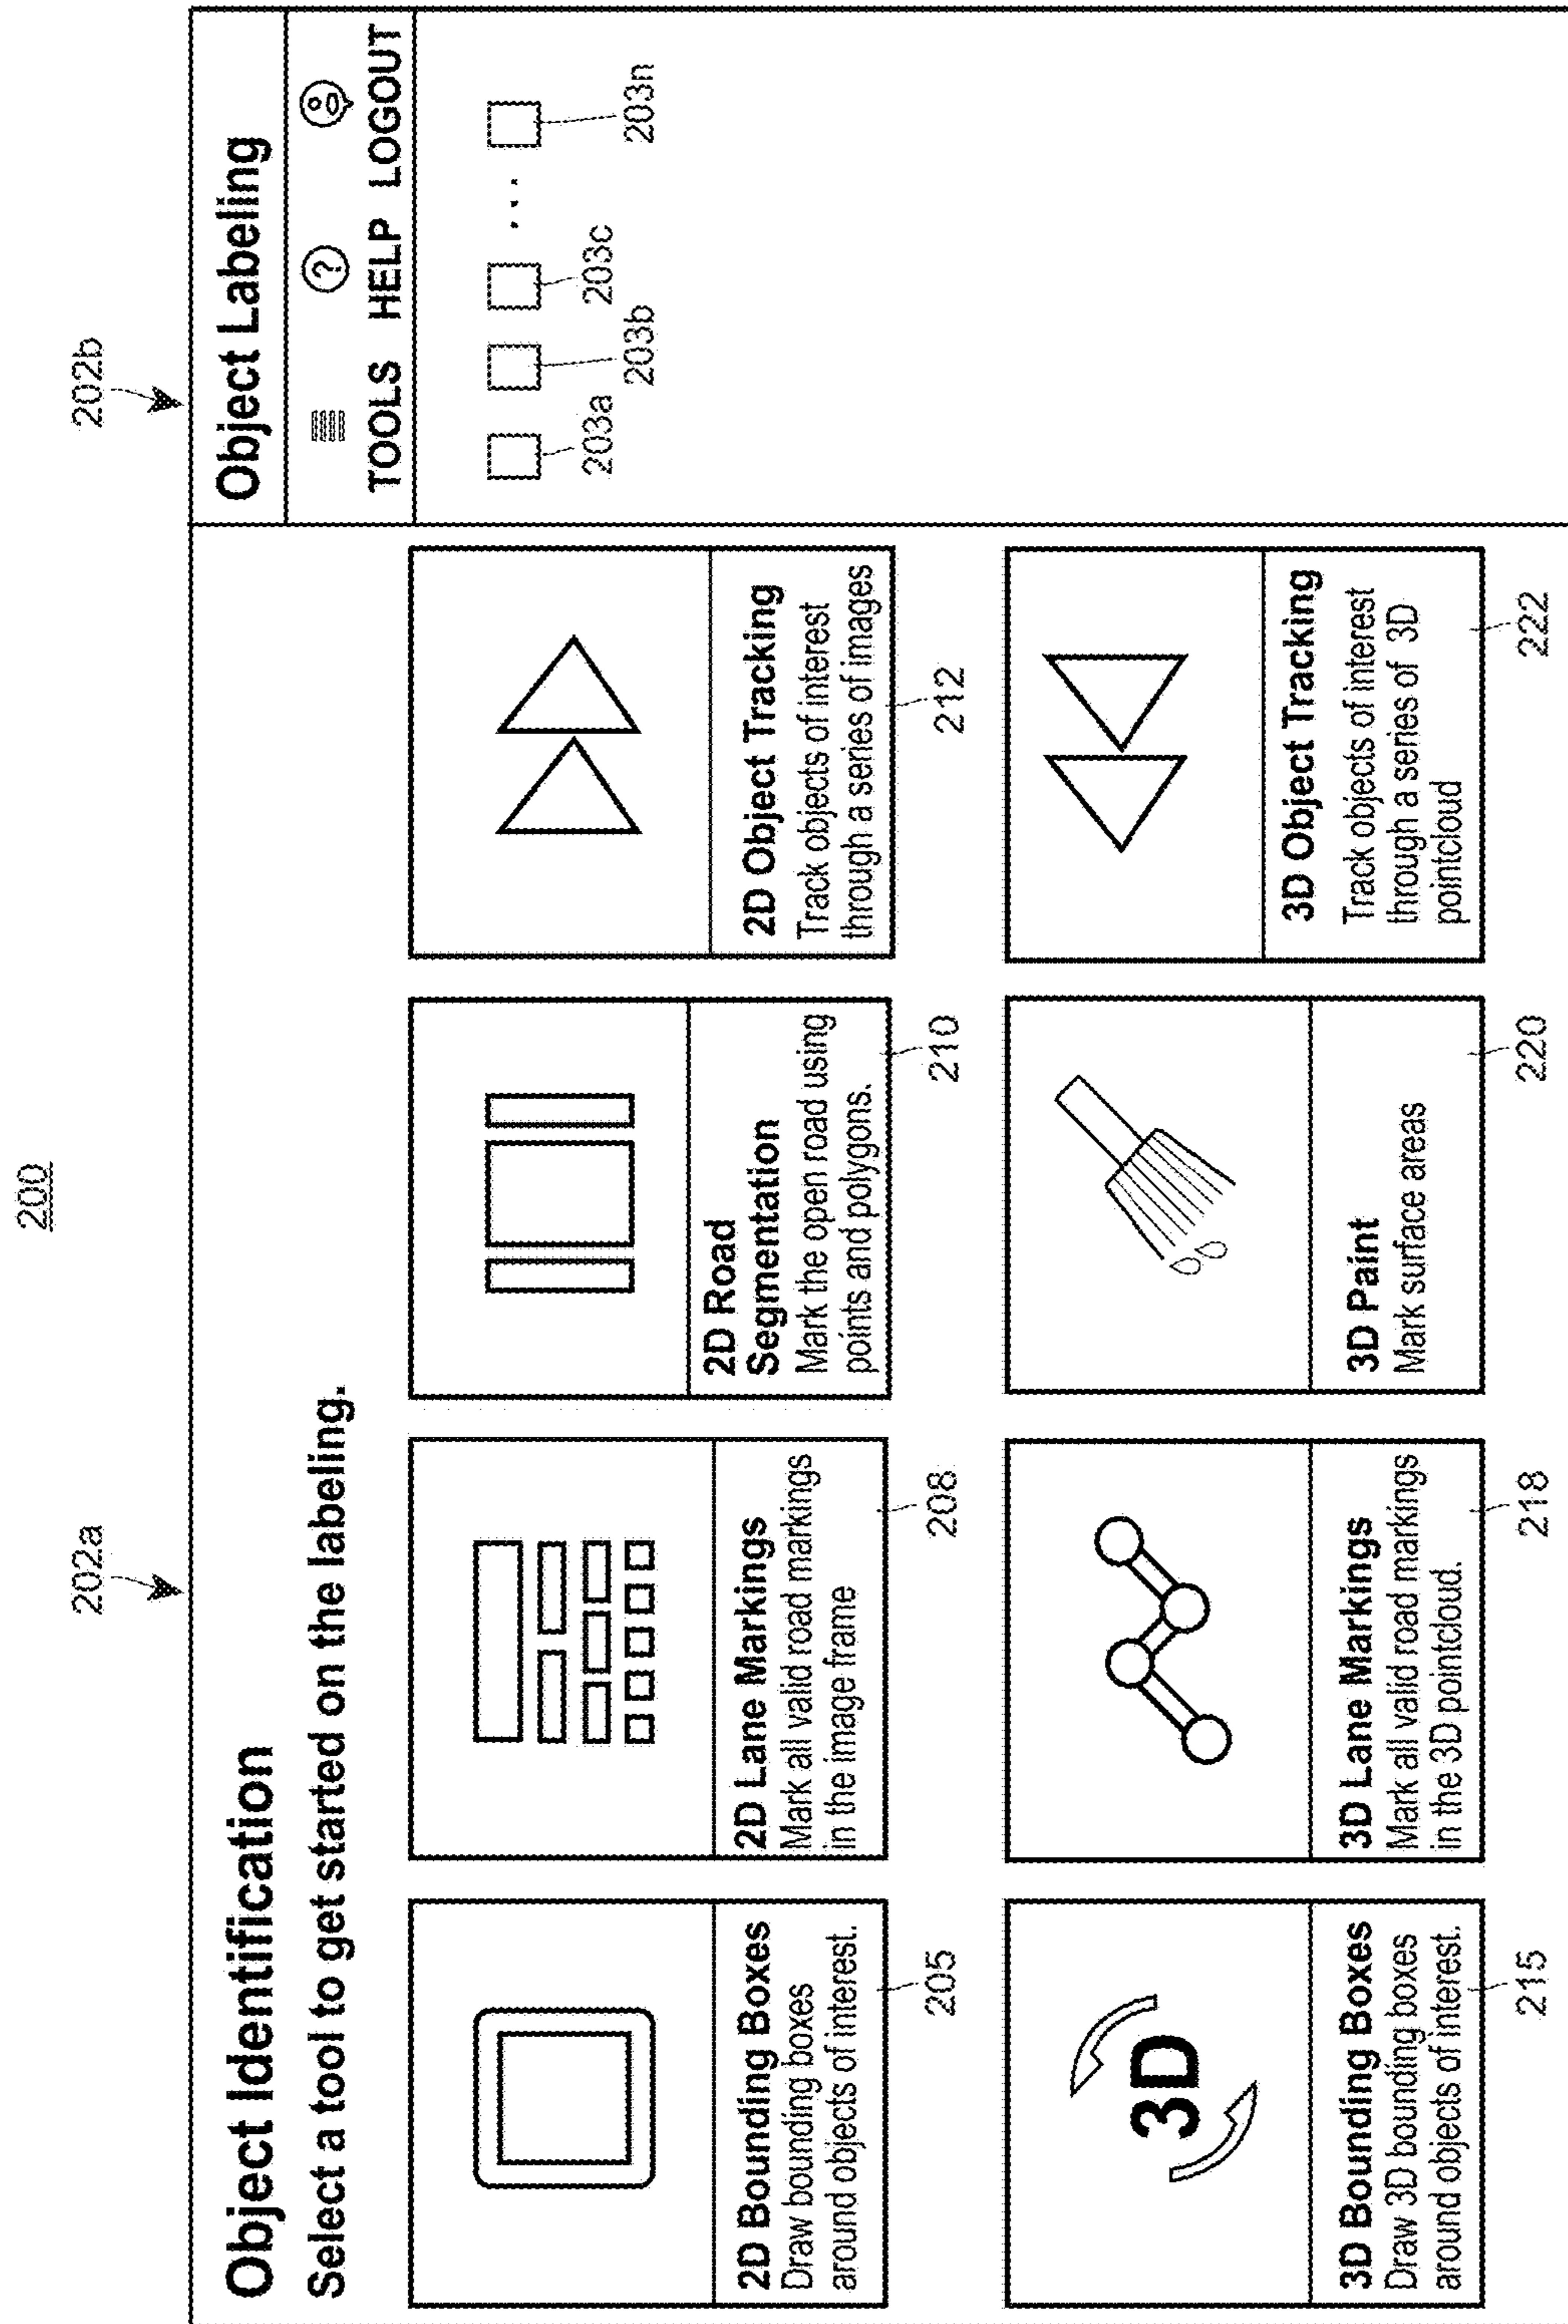 200
202a
202b
Object Identification
Select a tool to get started on the labeling.
2D Bounding Boxes
Draw bounding boxes
around objects of interest.
205
2D Lane Markings
Mark all valid road markings
in the image frame
208
2D Road
Segmentation
Mark the open road using
points and polygons.
210
2D Object Tracking
Track objects of interest
through a series of images
212
3D
3D Bounding Boxes
Draw 3D bounding boxes
around objects of interest.
215
3D Lane Markings
Mark all valid road markings
in the 3D pointcloud.
218
3D Paint
Mark surface areas
220
3D Object Tracking
Track objects of interest
through a series of 3D
pointcloud
222
Object Labeling
?
TOOLS HELP LOGOUT
...
203a
203b
203c
203n